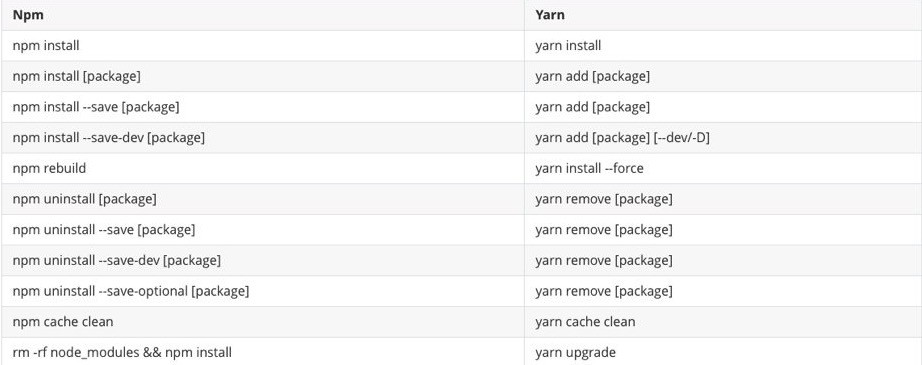 Npm Yarn
npm install yarn install
npm install [package] yarn add [package]
npm install --save [package] yarn add [package]
npm install --save-dev [package] yarn add [package] [--dev/-D]
npm rebuild yarn install --force
npm uninstall [package] yarn remove [package]
npm uninstall --save [package] yarn remove [package]
npm uninstall --save-dev [package] yarn remove [package]
npm uninstall --save-optional [package] yarn remove [package]
npm cache clean yarn cache clean
rm -rf node_modules && npm install yarn upgrade